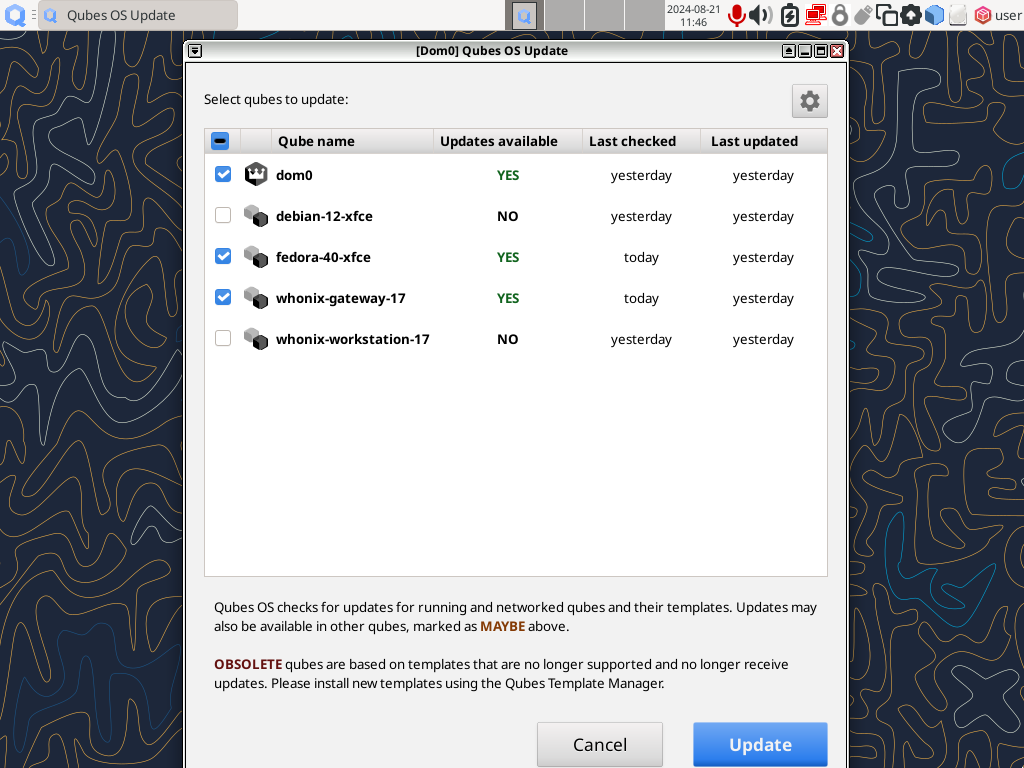 Qubes OS Update
2024-08-21
11:46
user
[Dom0] Qubes OS Update
Select qubes to update:
Qube name Updates available Last checked Last updated
dom0 YES yesterday yesterday
debian-12-xfce NO yesterday yesterday
fedora-40-xfce YES today yesterday
whonix-gateway-17 YES today yesterday
whonix-workstation-17 NO yesterday yesterday
Qubes OS checks for updates for running and networked qubes and their templates. Updates may
also be available in other qubes, marked as MAYBE above.
OBSOLETE qubes are based on templates that are no longer supported and no longer receive
updates. Please install new templates using the Qubes Template Manager.
Cancel Update